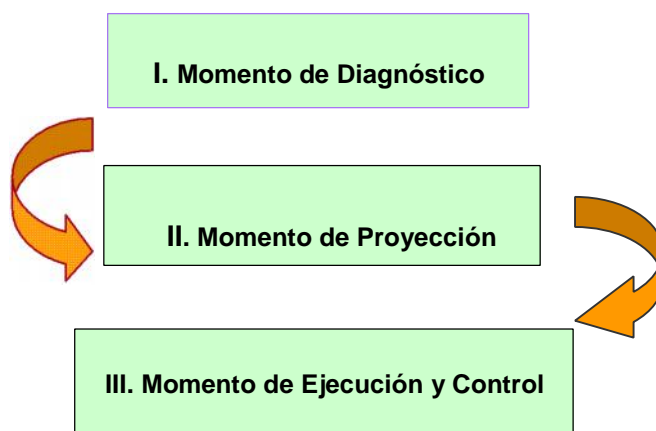 I. Momento de Diagnóstico
II. Momento de Proyección
III. Momento de Ejecución y Control